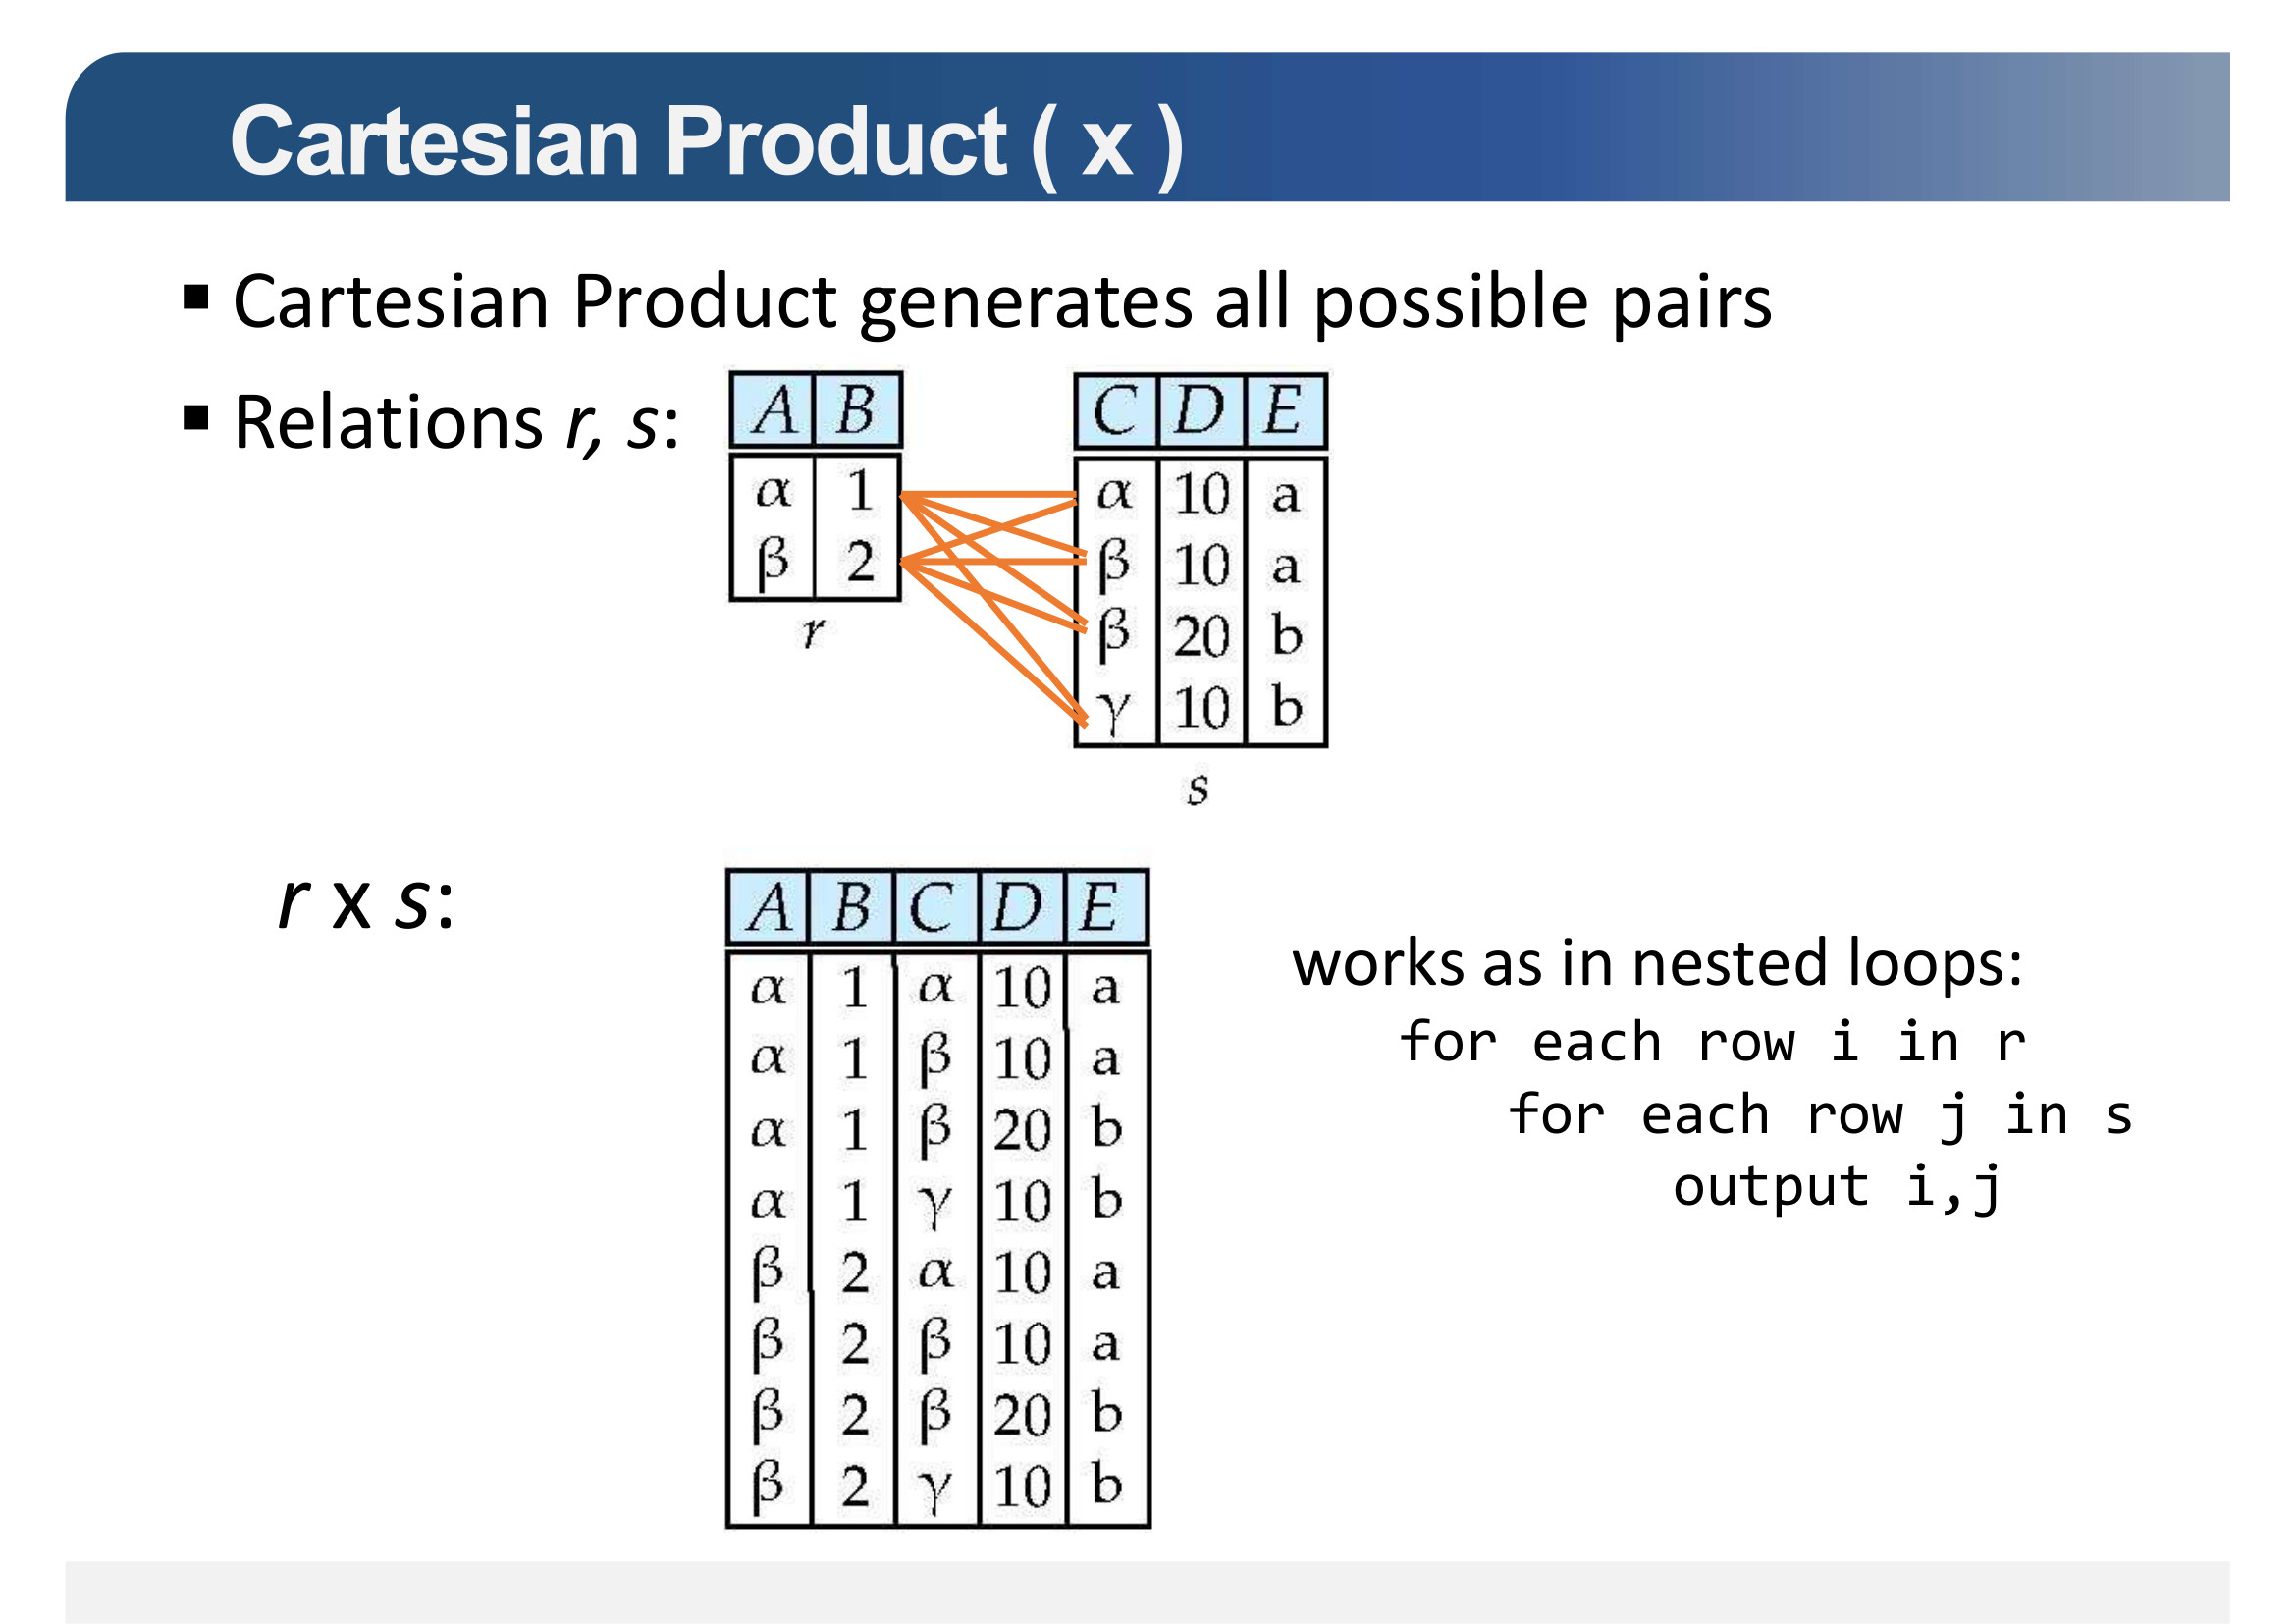 Cartesian Product ( x )
▪ Cartesian Product generates all possible pairs
▪ Relations r, s:
A B
α 1
β 2
r
C D E
α 10 a
β 10 a
β 20 b
γ 10 b
s
r x s:
A B C D E
α 1 α 10 a
α 1 β 10 a
α 1 β 20 b
α 1 γ 10 b
β 2 α 10 a
β 2 β 10 a
β 2 β 20 b
β 2 γ 10 b
works as in nested loops:
for each row i in r
for each row j in s
output i,j